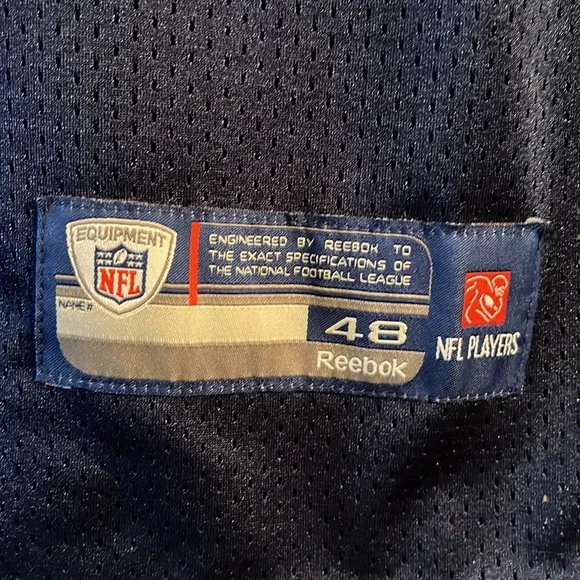 EQUIPMENT
NFL
NAME#
ENGINEERED BY REEBOK TO
THE EXACT SPECIFICATIONS OF
THE NATIONAL FOOTBALL LEAGUE
48
Reebok
NFL PLAYERS